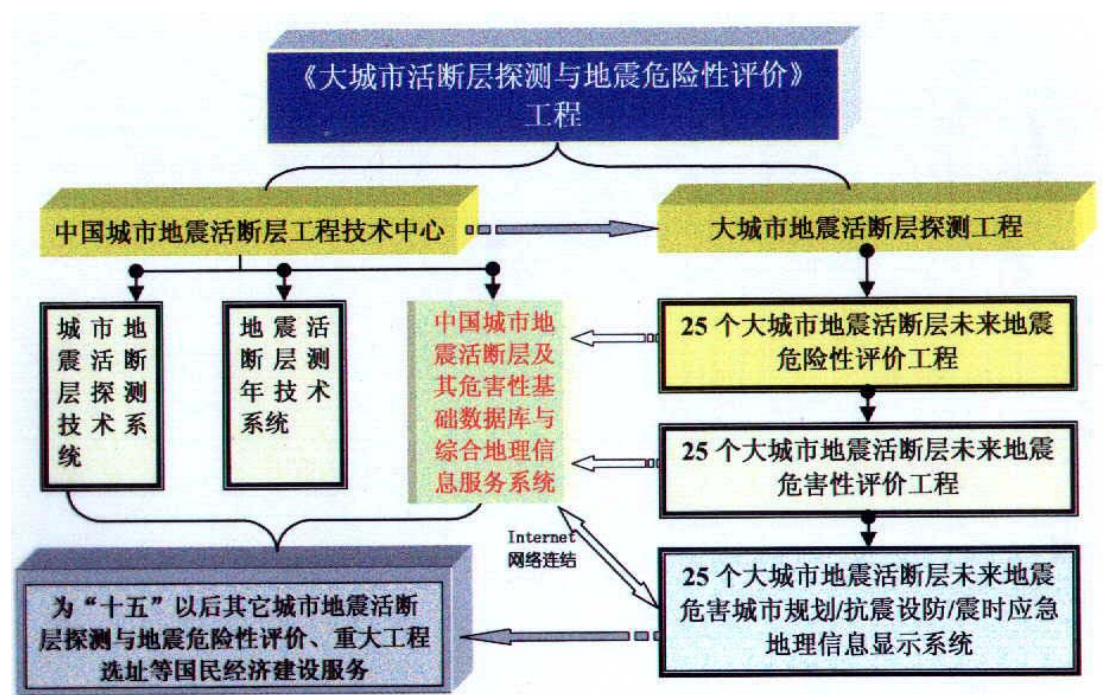 《大城市活断层探测与地震危险性评价》
工程
中国城市地震活断层工程技术中心
大城市地震活断层探测工程
城市地
震活断
层探测
技术系
统
地震活
断层测
年技术
系统
中国城市地
震活断层及
其危害性基
础数据库与
综合地理信
息服务系统
25个大城市地震活断层未来地震
危险性评价工程
25个大城市地震活断层未来地震
危害性评价工程
Internet
网络连结
25个大城市地震活断层未来地震
危害城市规划/抗震设防/震时应急
地理信息显示系统
为“十五”以后其它城市地震活断
层探测与地震危险性评价、重大工程
选址等国民经济建设服务